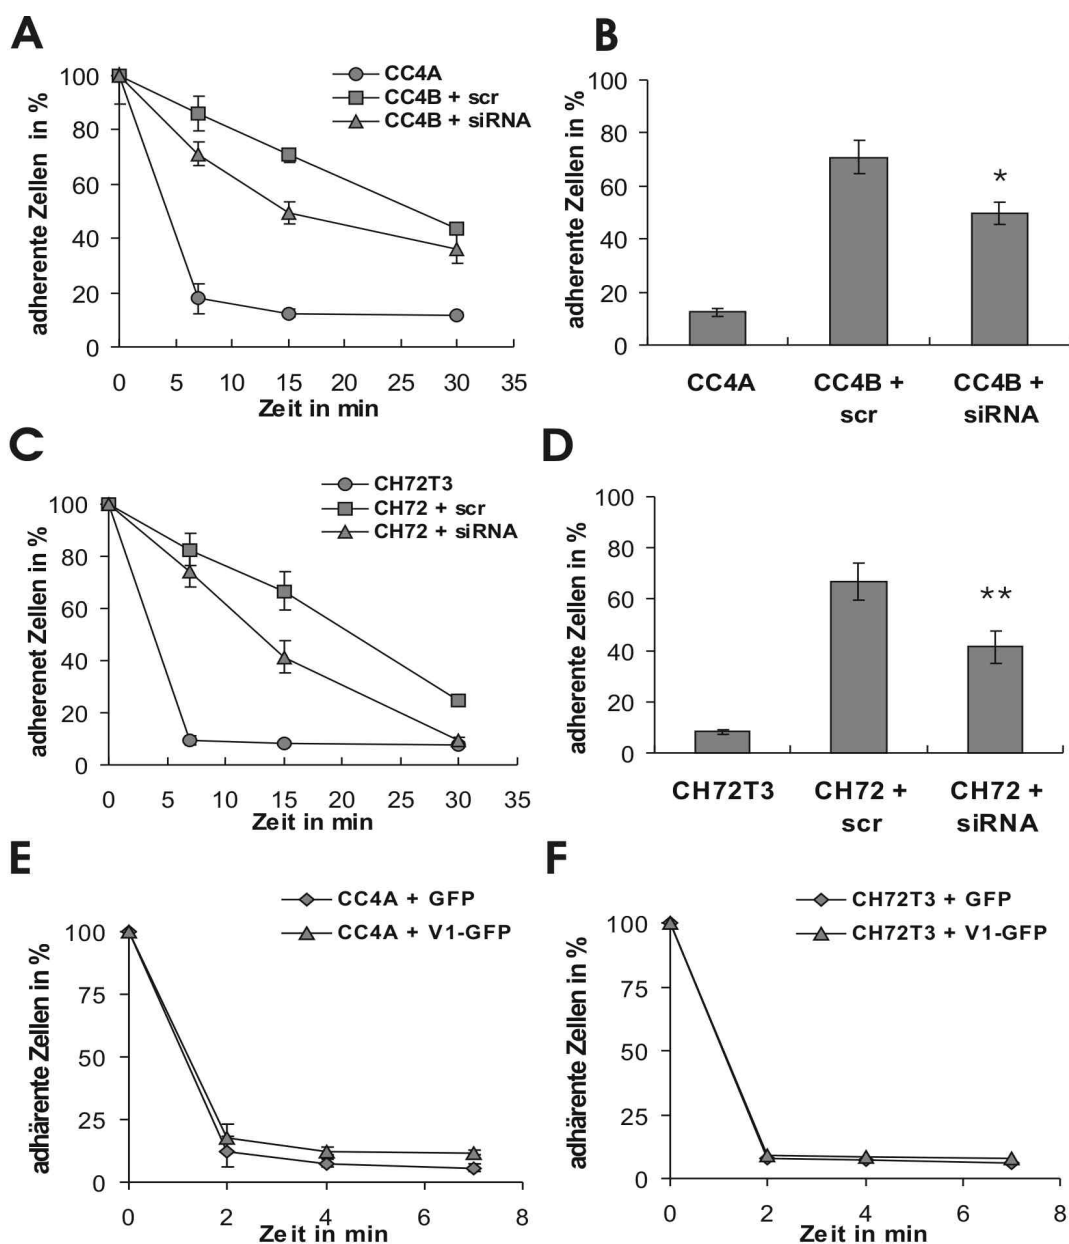 A
CC4A
CC4B + scr
CC4B + siRNA
adherente Zellen in %
100
80
60
40
20
0
0 5 10 15 20 25 30 35
Zeit in min
B
adherente Zellen in %
100
80
60
40
20
0
*
CC4A CC4B + CC4B +
scr siRNA
C
CH72T3
CH72 + scr
CH72 + siRNA
adherenet Zellen in %
100
80
60
40
20
0
0 5 10 15 20 25 30 35
Zeit in min
D
adherente Zellen in %
100
80
60
40
20
0
**
CH72T3 CH72 + CH72 +
scr siRNA
E
CC4A + GFP
CC4A + V1-GFP
adhärente Zellen in %
100
75
50
25
0
0 2 4 6 8
Zeit in min
F
CH72T3 + GFP
CH72T3 + V1-GFP
adhärente Zellen in %
100
75
50
25
0
0 2 4 6 8
Zeit in min